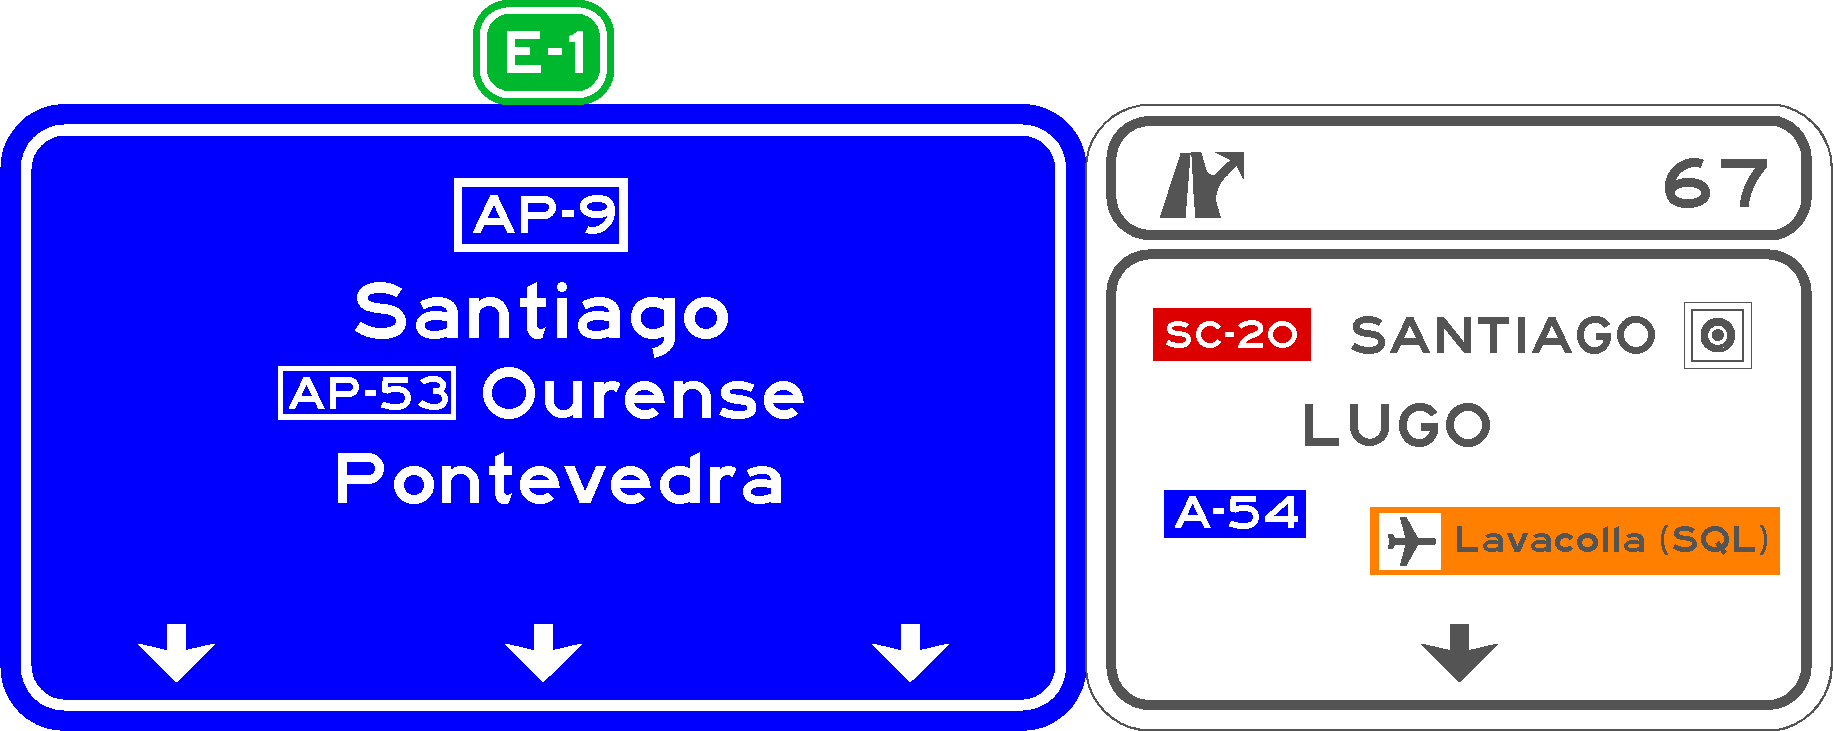 E-1
AP-9
Santiago
AP-53 Ourense
Pontevedra
67
SC-20 SANTIAGO
LUGO
A-54
Lavacolla (SQL)